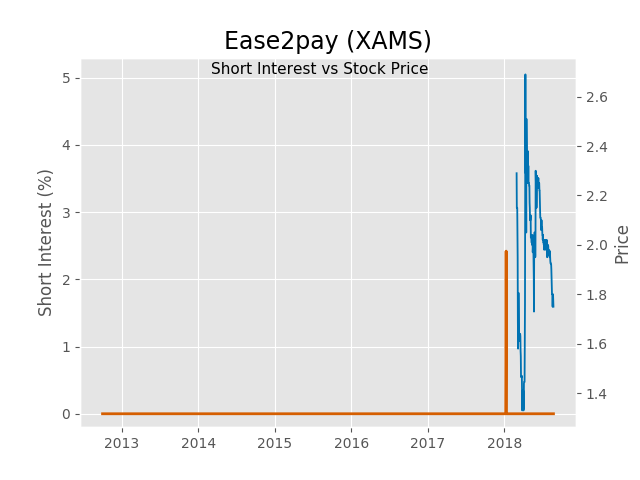 Ease2pay (XAMS)
Short Interest vs Stock Price
Short Interest (%)
5
4
3
2
1
0
2.6
2.4
2.2
2.0
1.8
1.6
1.4
Price
2013 2014 2015 2016 2017 2018